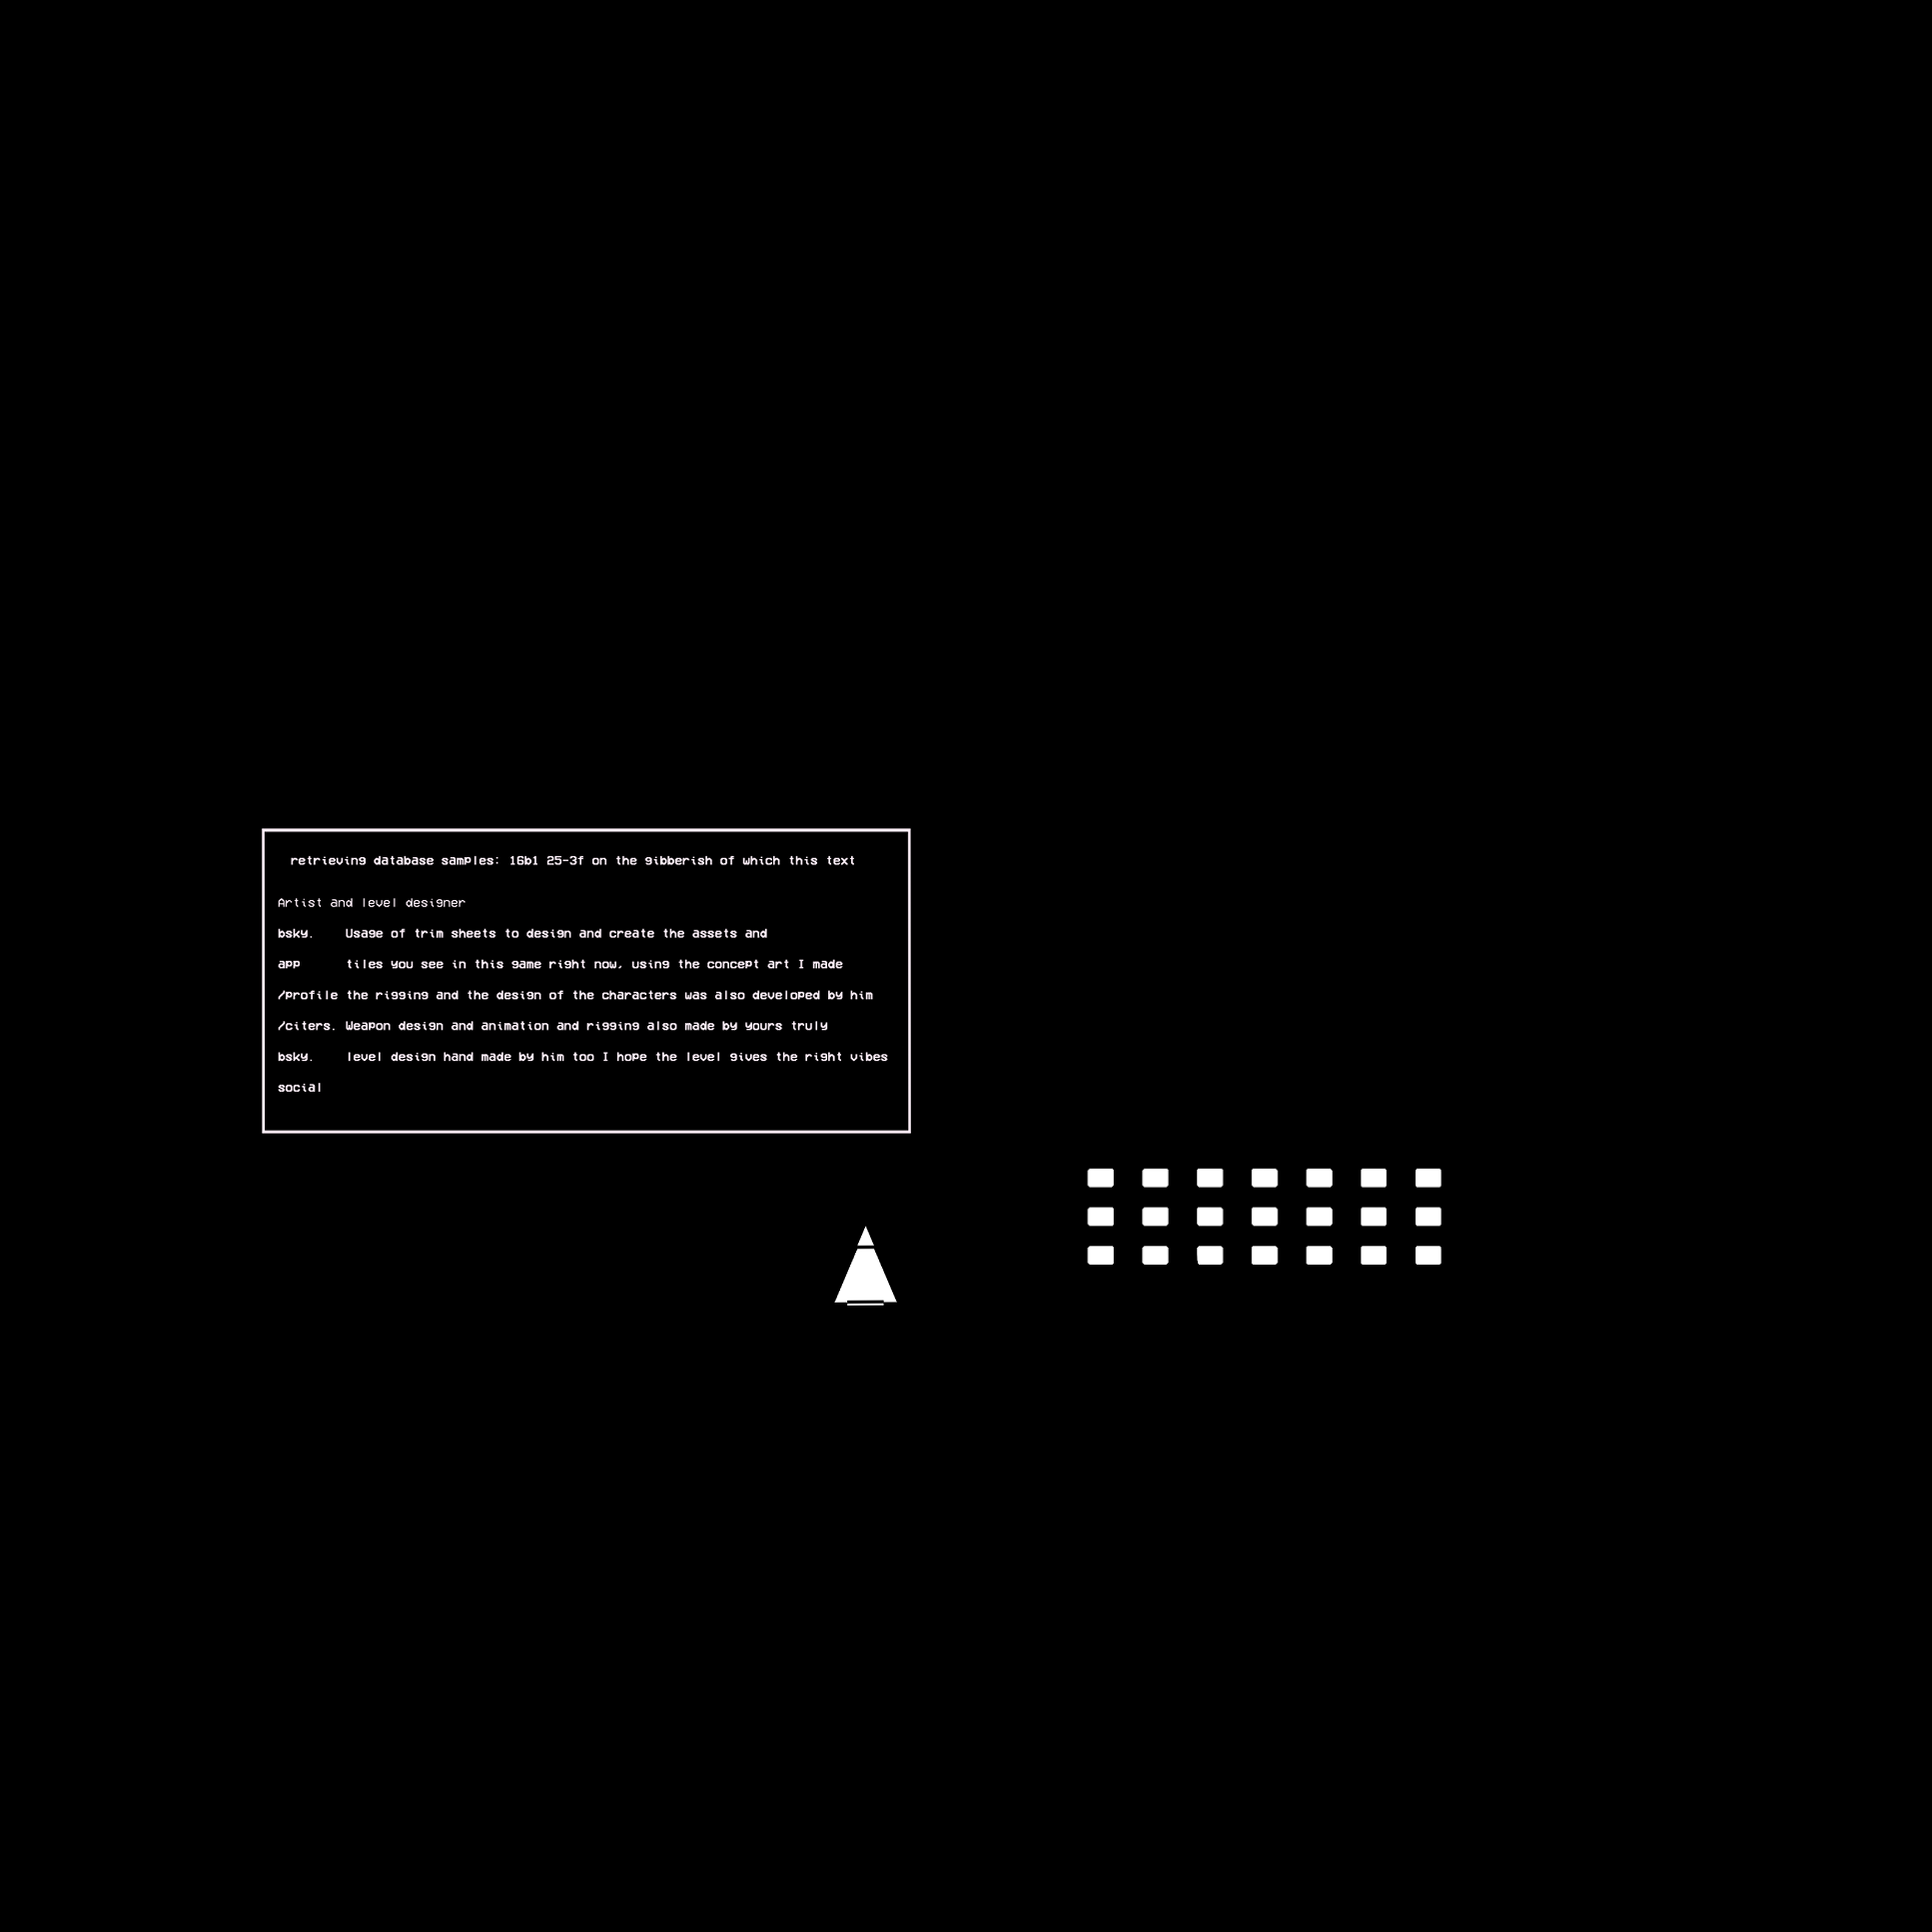 retrieving database samples: 16b1 25-3f on the gibberish of which this text
Artist and level designer
bsky.    Usage of trim sheets to design and create the assets and
app      tiles you see in this game right now, using the concept art I made
/profile the rigging and the design of the characters was also developed by him
/citers. Weapon design and animation and rigging also made by yours truly
bsky.    level design hand made by him too I hope the level gives the right vibes
social